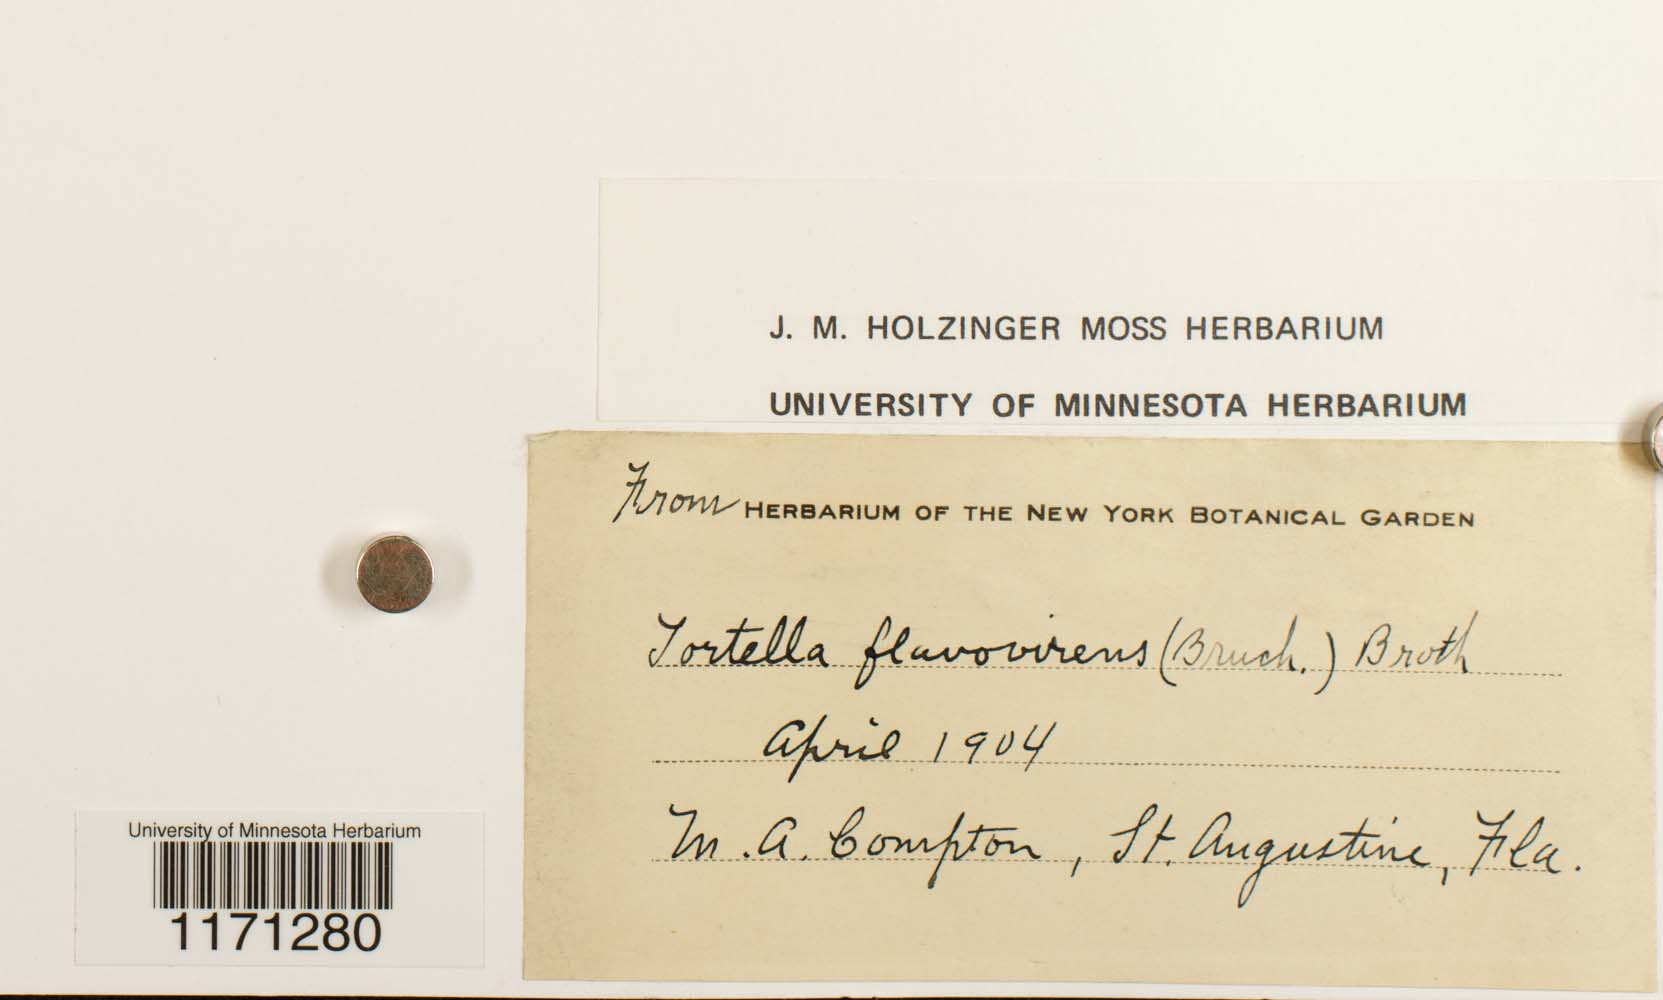 J. M. HOLZINGER MOSS HERBARIUM
UNIVERSITY OF MINNESOTA HERBARIUM
From HERBARIUM OF THE NEW YORK BOTANICAL GARDEN
Tortella flavovirens (Bruch.) Broth
April 1904
M. A. Compton, St. Augustine, Fla.
University of Minnesota Herbarium
1171280